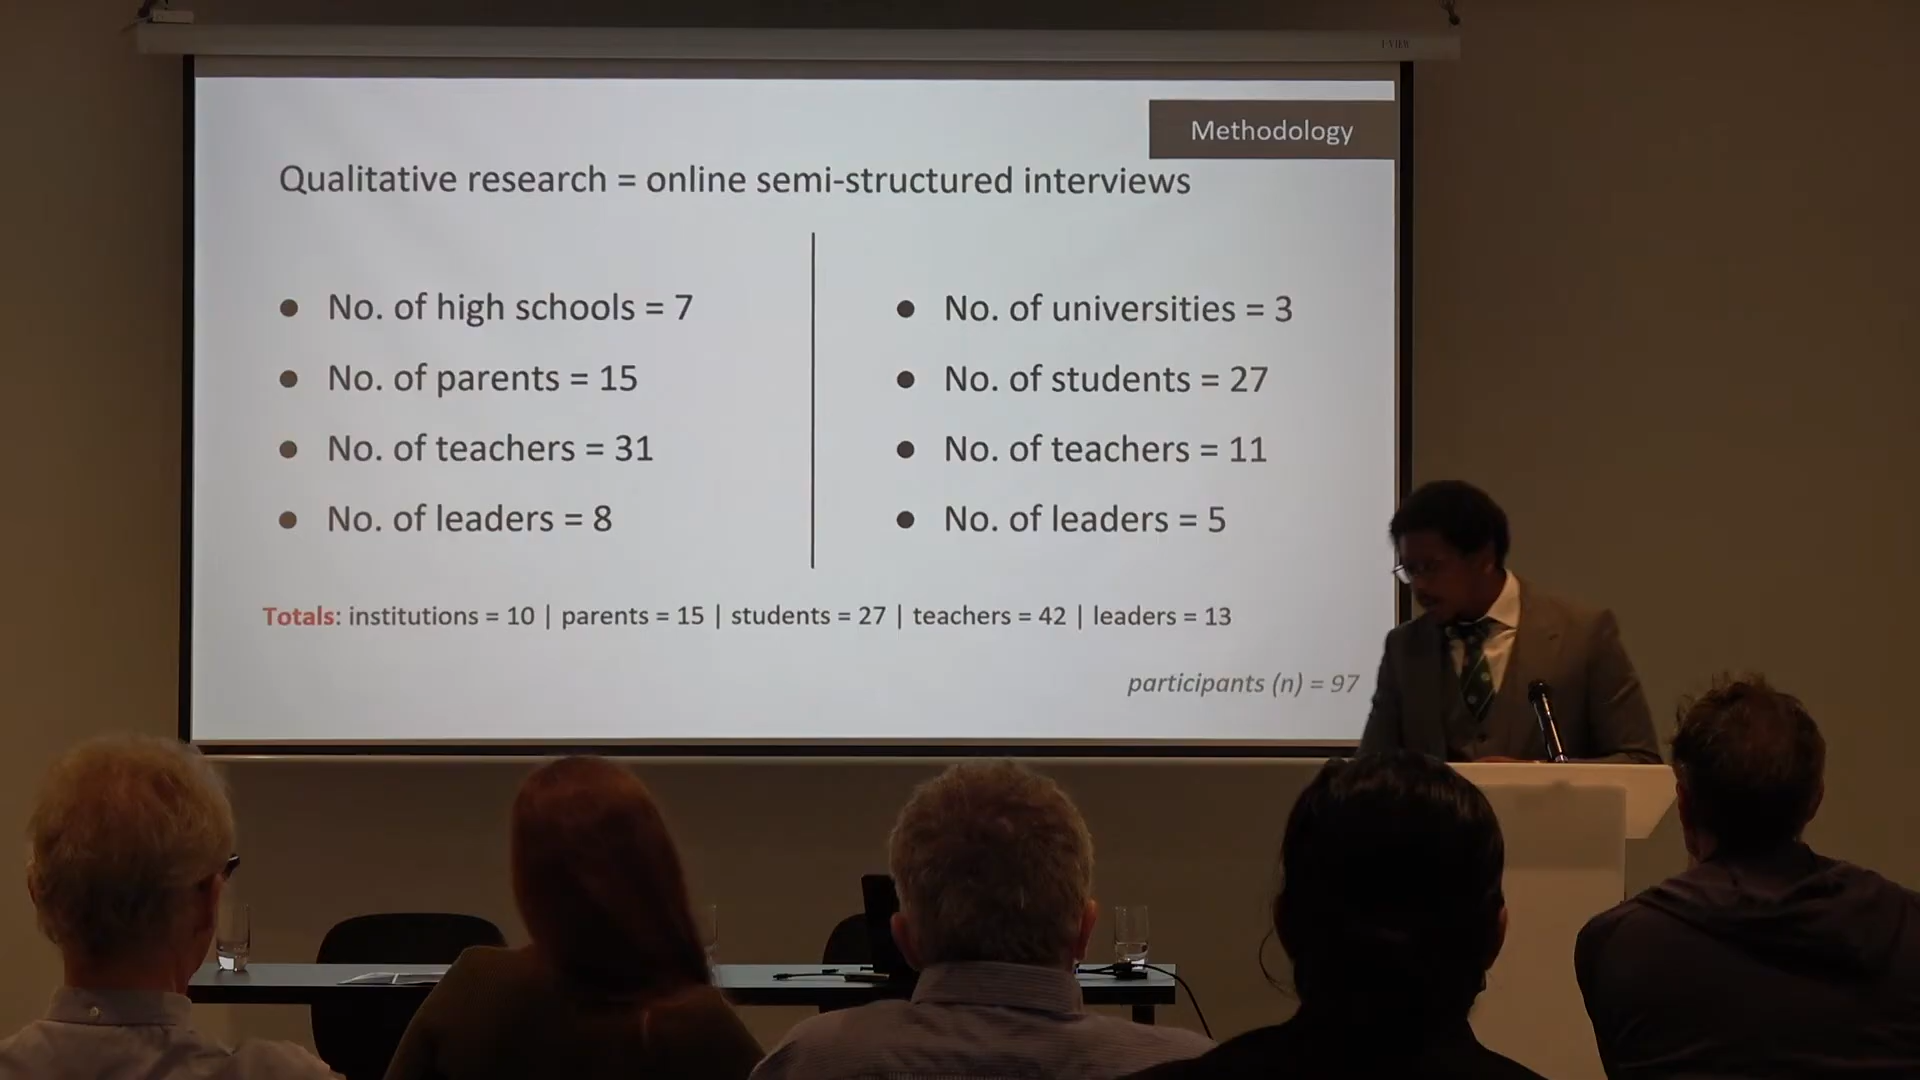 Methodology
Qualitative research = online semi-structured interviews
● No. of high schools = 7
● No. of parents = 15
● No. of teachers = 31
● No. of leaders = 8
● No. of universities = 3
● No. of students = 27
● No. of teachers = 11
● No. of leaders = 5
Totals: institutions = 10 | parents = 15 | students = 27 | teachers = 42 | leaders = 13
participants (n) = 97